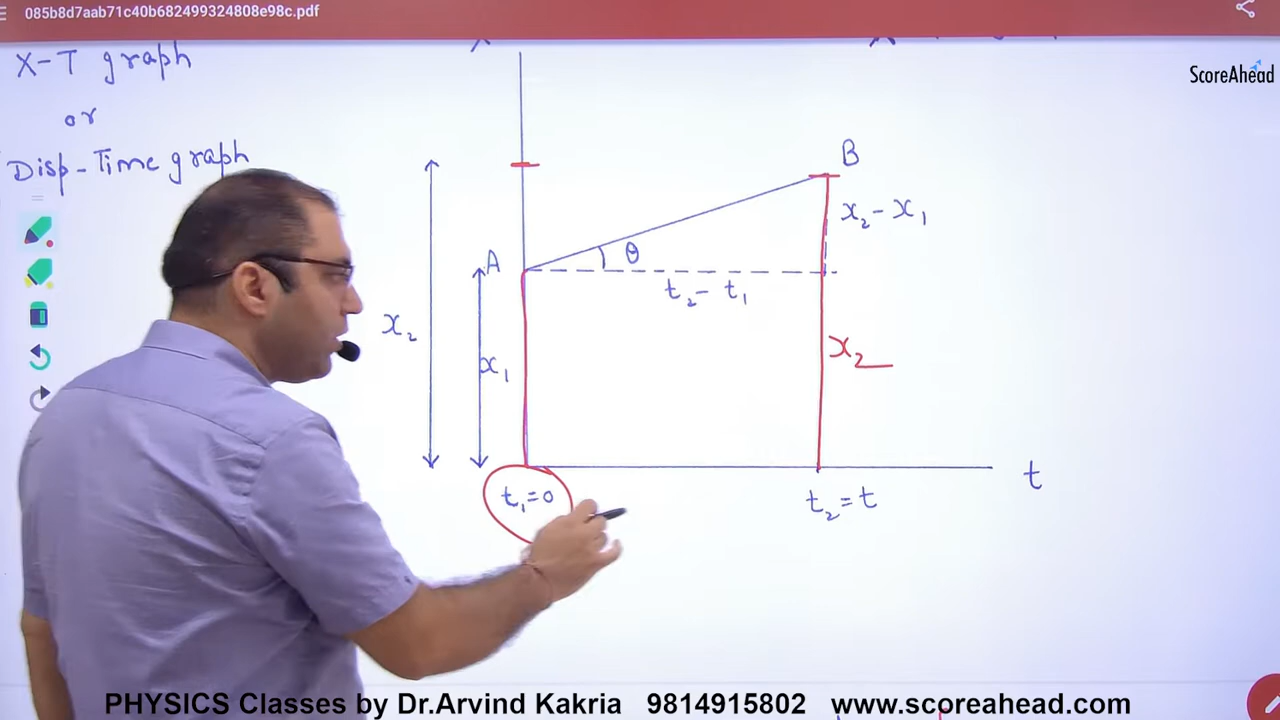 085b8d7aab71c40b682499324808e98c.pdf
ScoreAhead
X-T graph
or
Disp-Time graph
B
x₂- x₁
A
θ
t₂- t₁
x₂
x₁
x₂
t
t₁=0
t₂=t
PHYSICS Classes by Dr.Arvind Kakria 9814915802 www.scoreahead.com